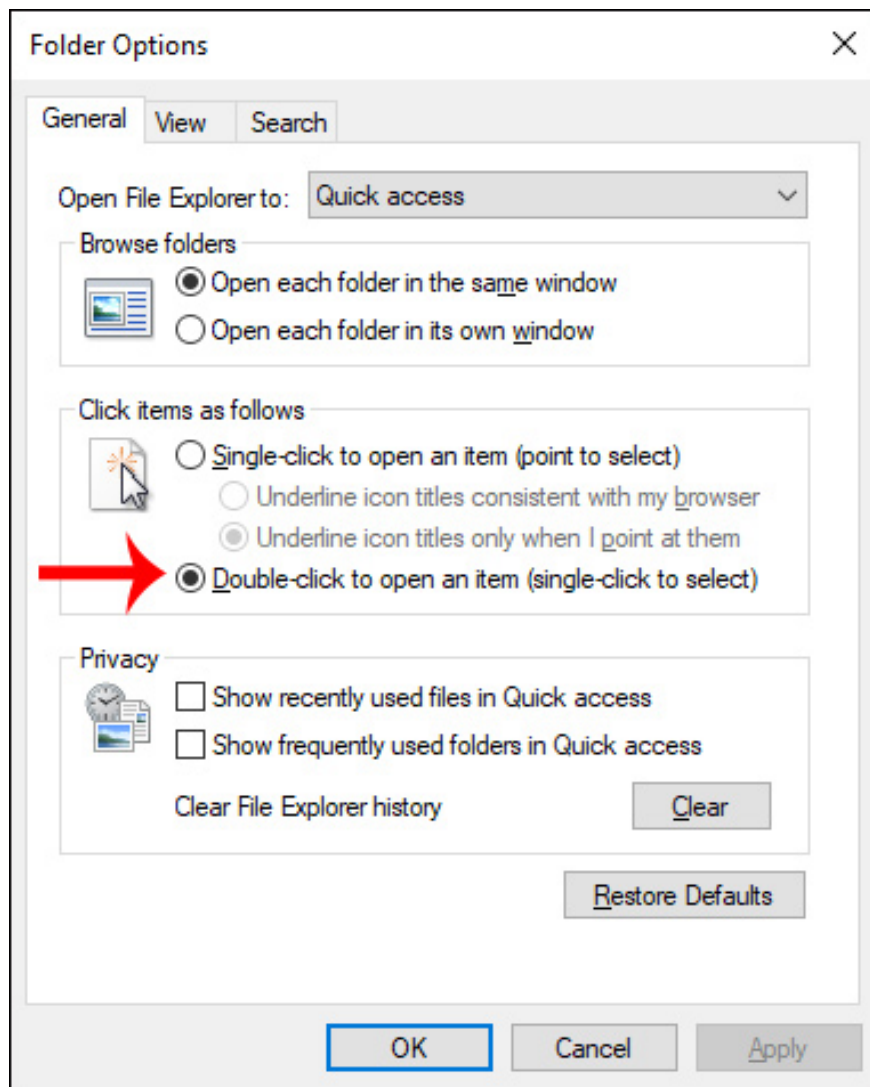 Folder Options
General View Search
Open File Explorer to: Quick access
Browse folders
Open each folder in the same window
Open each folder in its own window
Click items as follows
Single-click to open an item (point to select)
Underline icon titles consistent with my browser
Underline icon titles only when I point at them
Double-click to open an item (single-click to select)
Privacy
Show recently used files in Quick access
Show frequently used folders in Quick access
Clear File Explorer history Clear
Restore Defaults
OK Cancel Apply